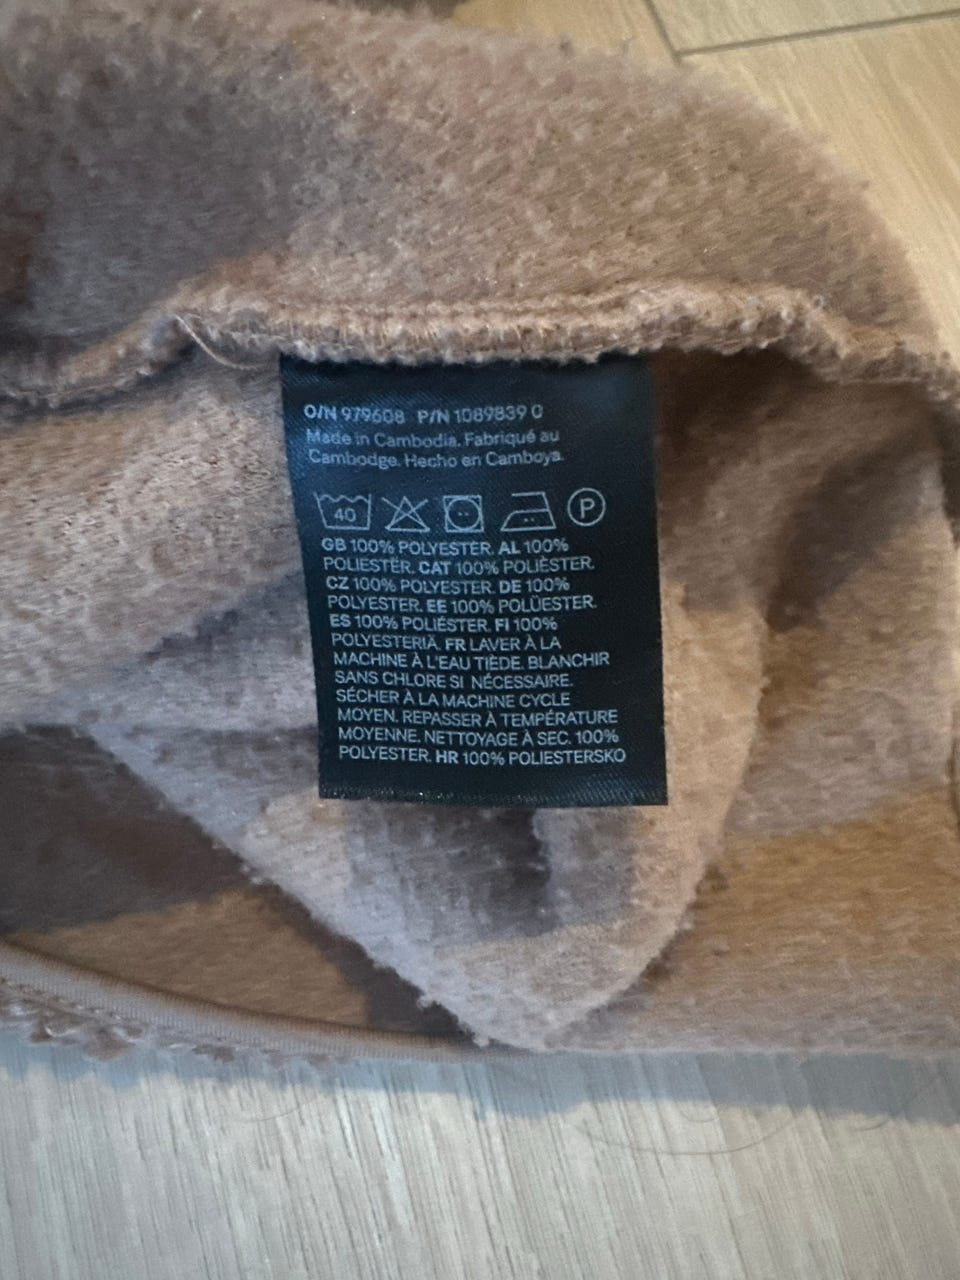 O/N 979608 P/N 1089839 0
Made in Cambodia. Fabriqué au
Cambodge. Hecho en Camboya.
40 P
GB 100% POLYESTER. AL 100%
POLIESTËR. CAT 100% POLIÈSTER.
CZ 100% POLYESTER. DE 100%
POLYESTER. EE 100% POLÜESTER.
ES 100% POLIÉSTER. FI 100%
POLYESTERIÄ. FR LAVER À LA
MACHINE À L'EAU TIÈDE. BLANCHIR
SANS CHLORE SI NÉCESSAIRE.
SÉCHER À LA MACHINE CYCLE
MOYEN. REPASSER À TEMPÉRATURE
MOYENNE. NETTOYAGE À SEC. 100%
POLYESTER. HR 100% POLIESTERSKO